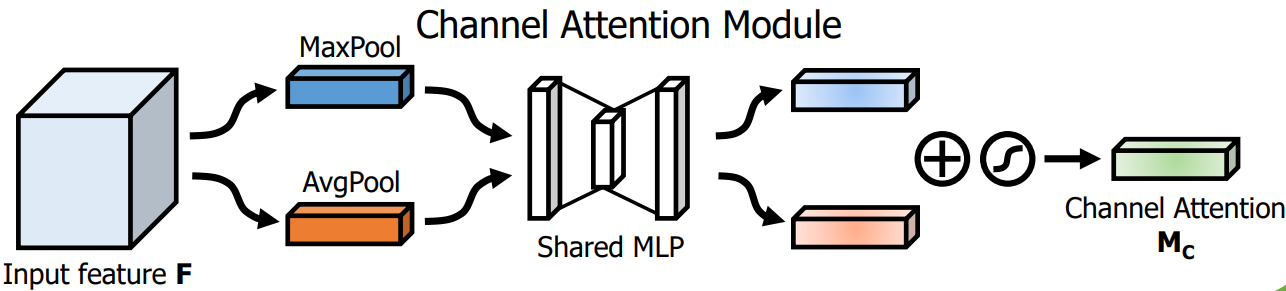 Channel Attention Module
MaxPool
AvgPool
Shared MLP
Input feature F
Channel Attention
Mc